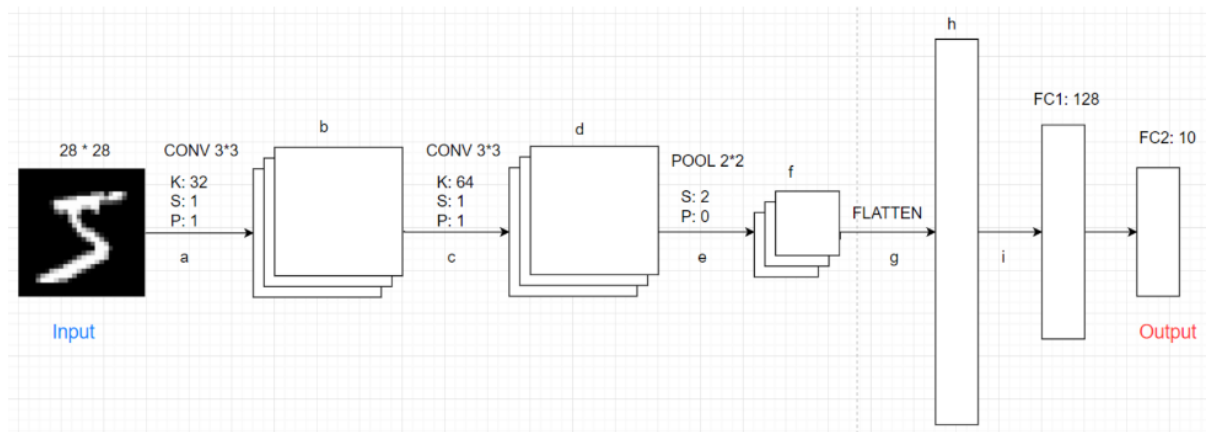 28 * 28
CONV 3*3
K: 32
S: 1
P: 1
a
b
CONV 3*3
K: 64
S: 1
P: 1
c
d
POOL 2*2
S: 2
P: 0
e
f
FLATTEN
g
h
i
FC1: 128
FC2: 10
Input
Output